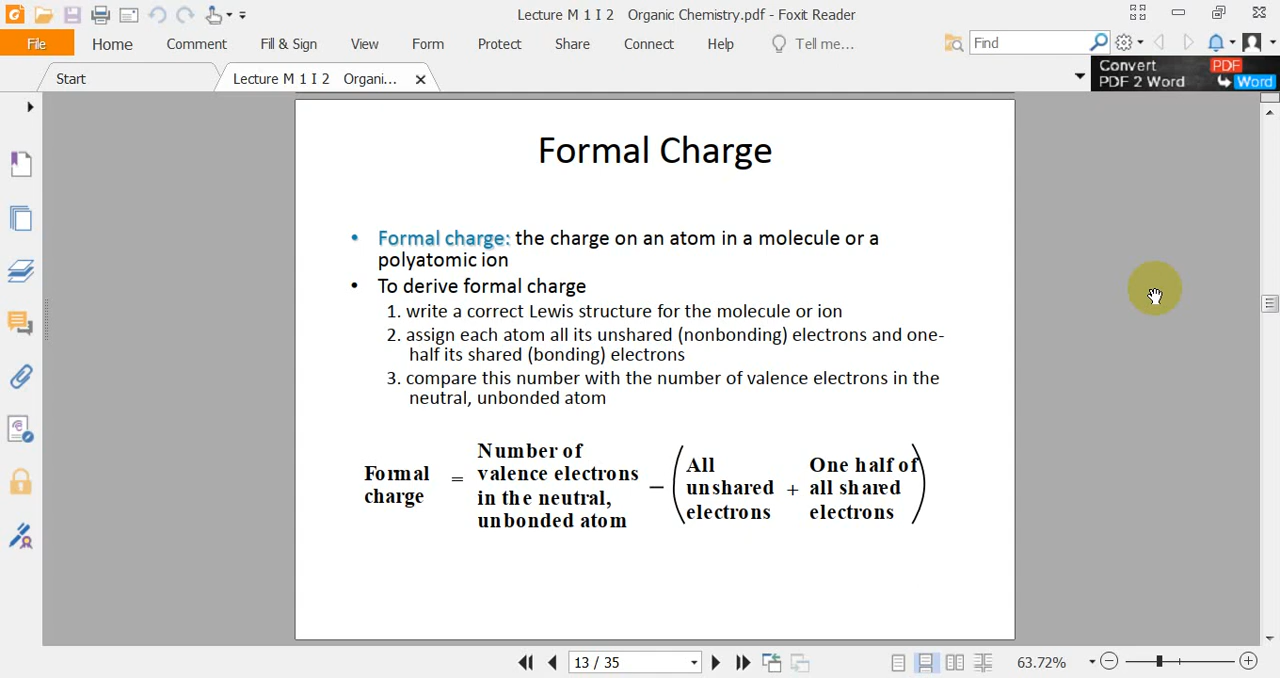 Lecture M 1 I 2 Organic Chemistry.pdf - Foxit Reader
File Home Comment Fill & Sign View Form Protect Share Connect Help Tell me... Find
Start Lecture M 1 I 2 Organi...
Convert PDF
PDF 2 Word Word
Formal Charge
• Formal charge: the charge on an atom in a molecule or a
polyatomic ion
• To derive formal charge
1. write a correct Lewis structure for the molecule or ion
2. assign each atom all its unshared (nonbonding) electrons and one-
half its shared (bonding) electrons
3. compare this number with the number of valence electrons in the
neutral, unbonded atom
Formal
charge
=
Number of
valence electrons
in the neutral,
unbonded atom
−
(
All
unshared
electrons
+
One half of
all shared
electrons
)
13 / 35
63.72%